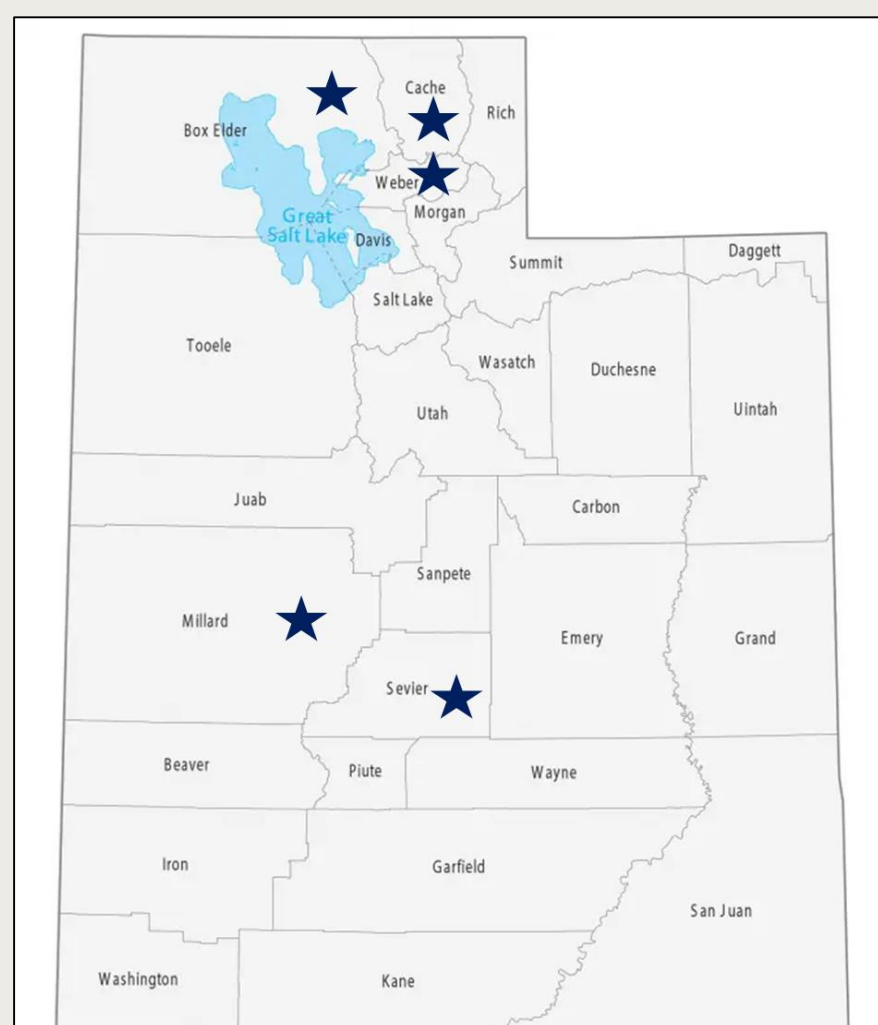 Cache
Rich
Box Elder
Weber
Morgan
Great
Salt Lake
Davis
Summit
Daggett
Salt Lake
Tooele
Wasatch
Duchesne
Uintah
Utah
Juab
Carbon
Sanpete
Millard
Emery
Grand
Sevier
Beaver
Piute
Wayne
Iron
Garfield
San Juan
Washington
Kane